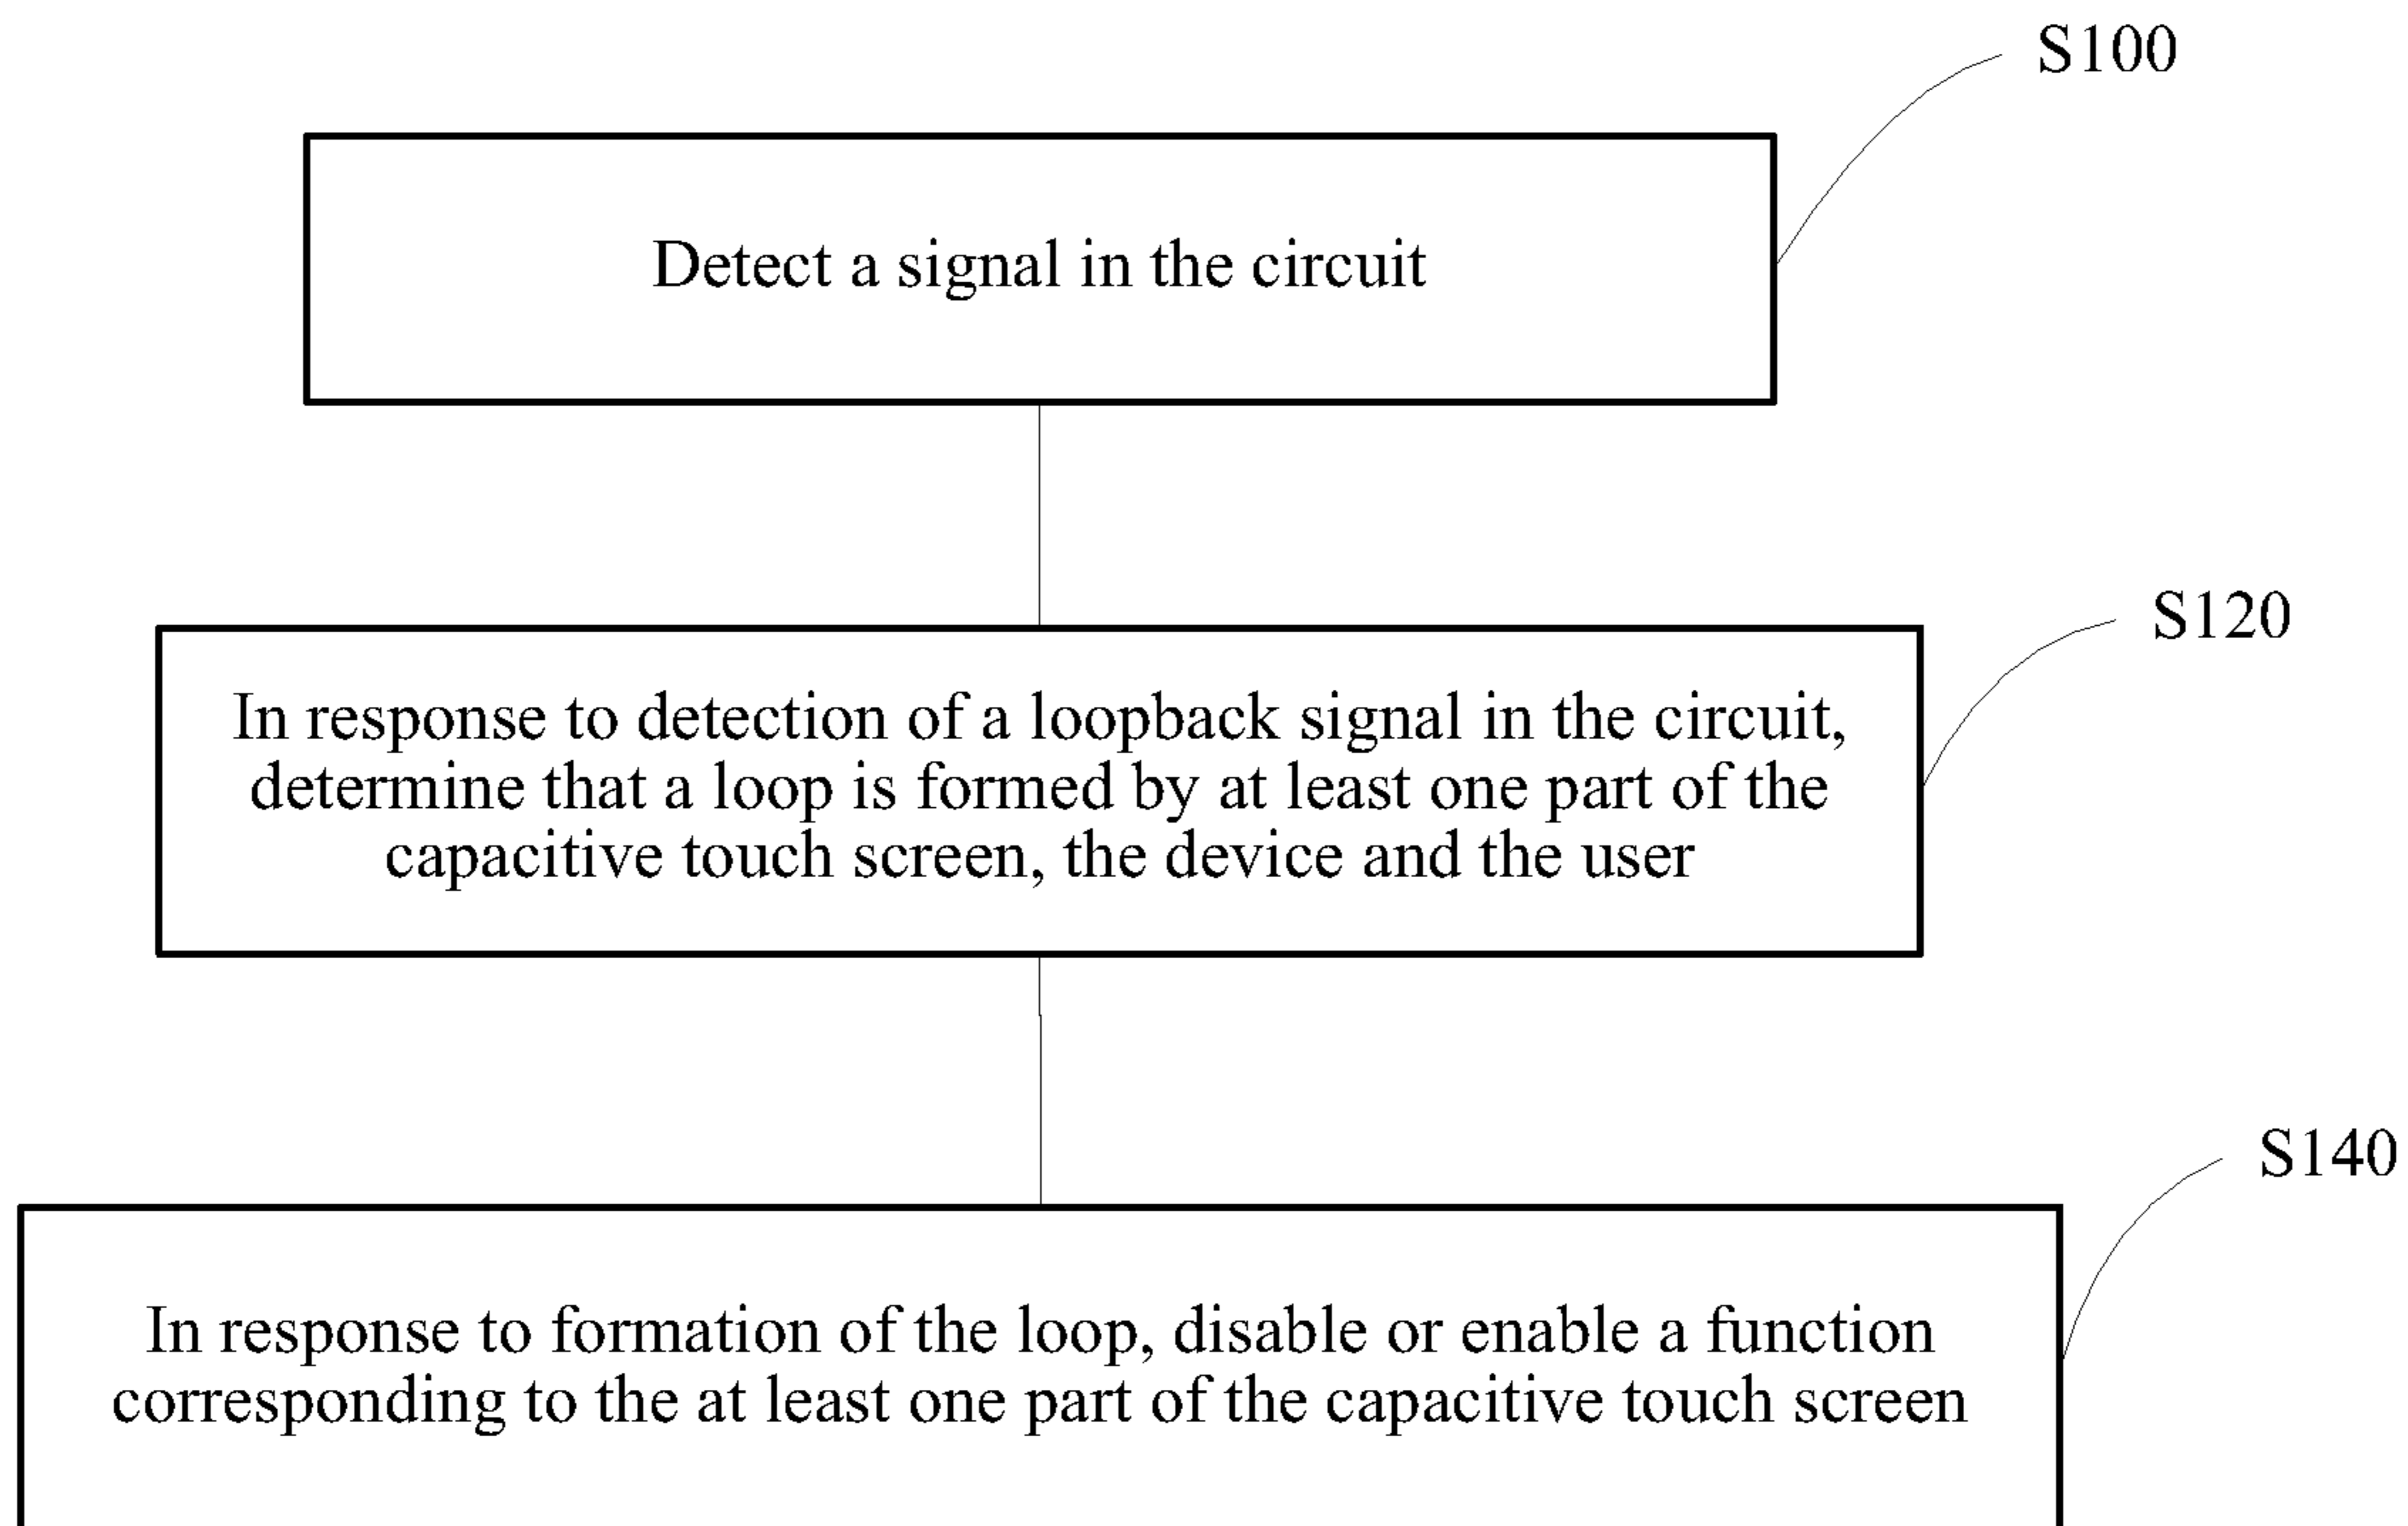 S100
Detect a signal in the circuit
S120
In response to detection of a loopback signal in the circuit,
determine that a loop is formed by at least one part of the
capacitive touch screen, the device and the user
S140
In response to formation of the loop, disable or enable a function
corresponding to the at least one part of the capacitive touch screen